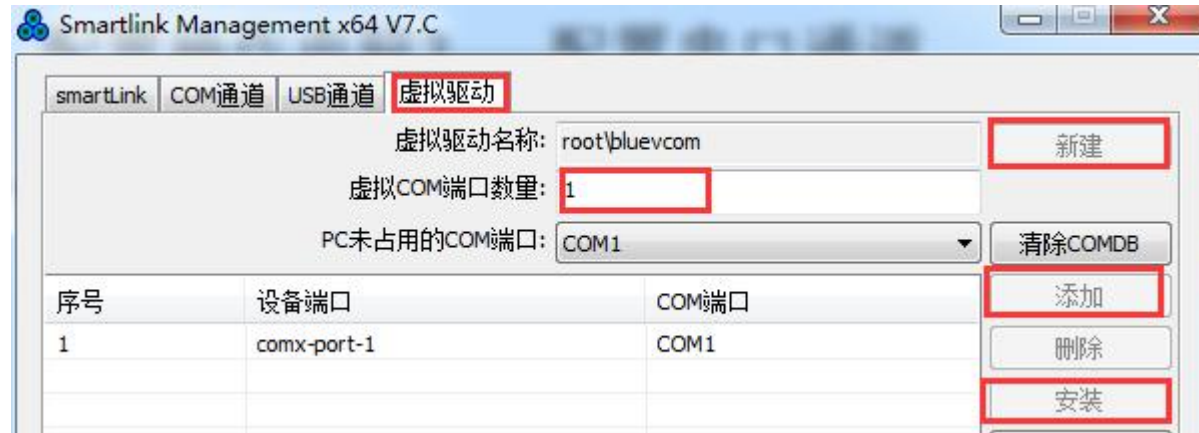 Smartlink Management x64 V7.C
smartLink COM通道 USB通道 虚拟驱动
虚拟驱动名称: root\bluevcom 新建
虚拟COM端口数量: 1
PC未占用的COM端口: COM1 清除COMDB
序号 设备端口 COM端口 添加
1 comx-port-1 COM1 删除
安装